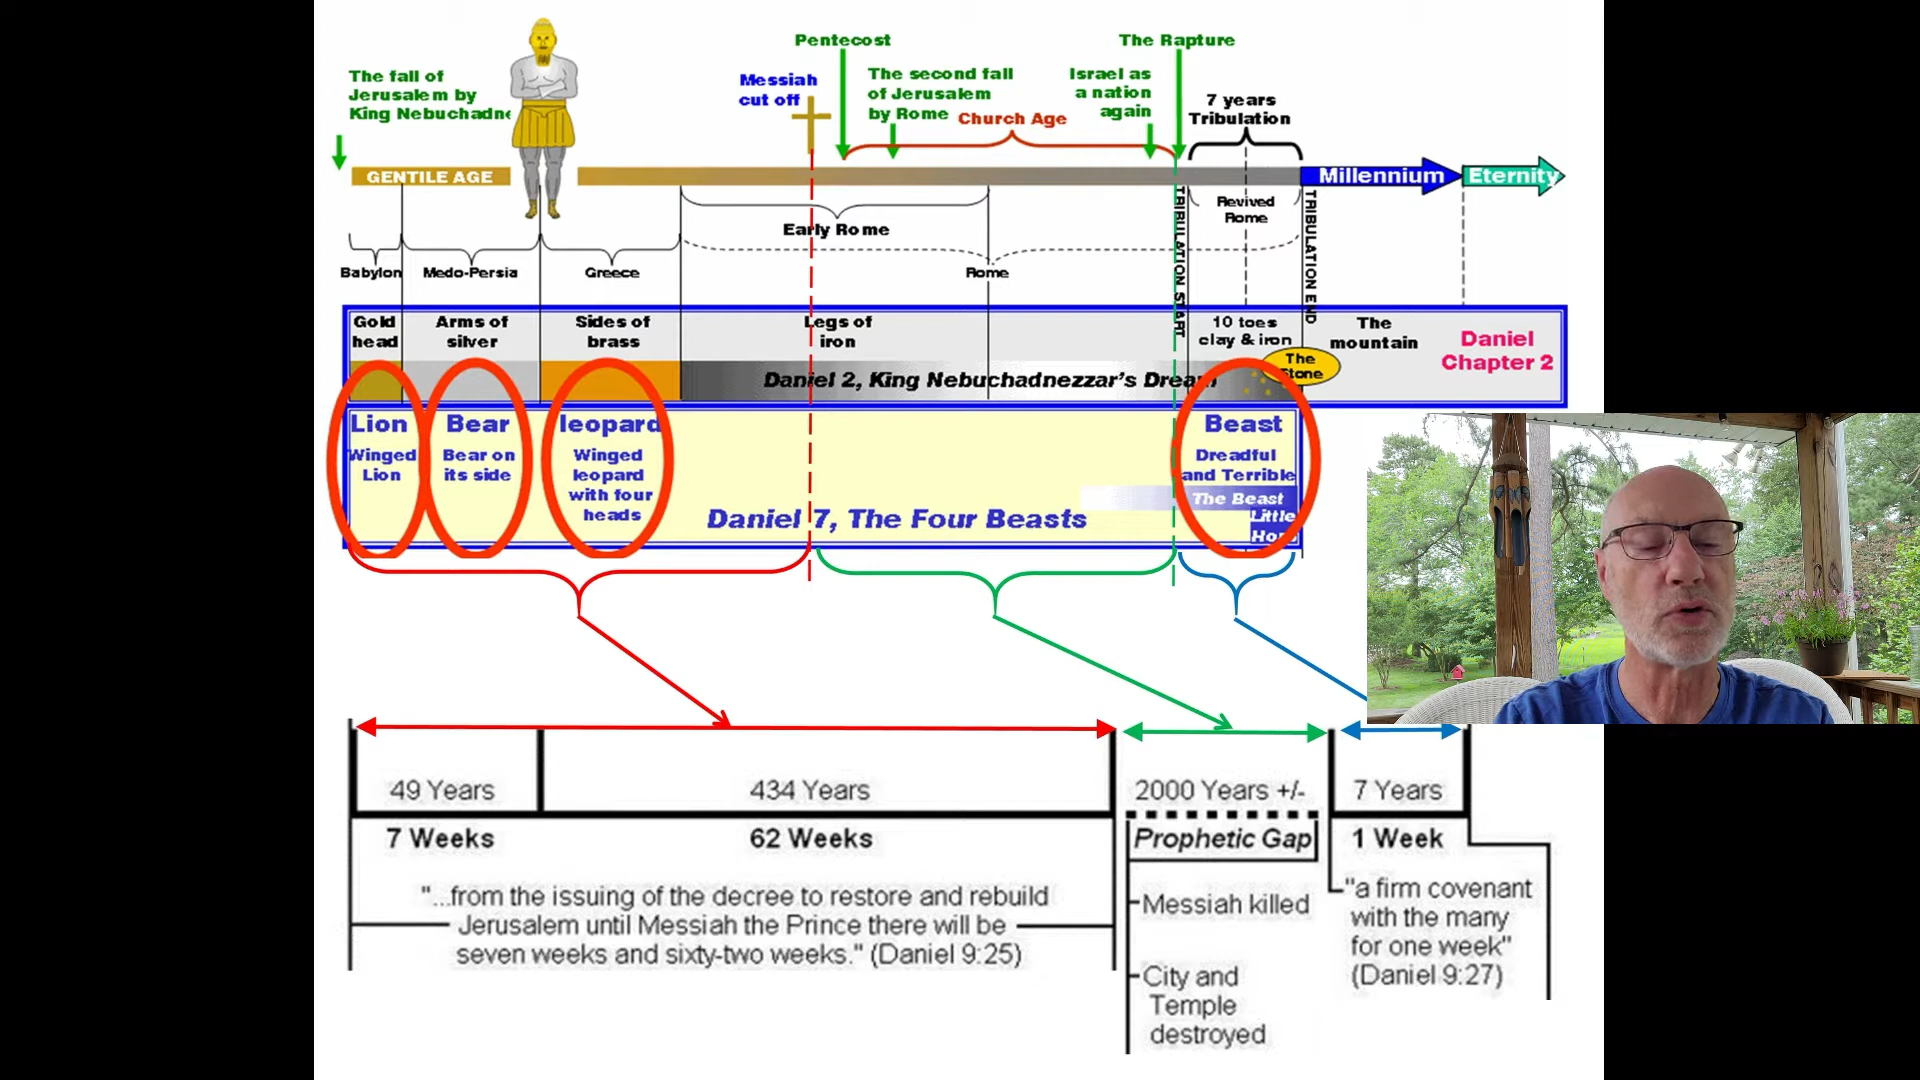 Pentecost
The Rapture
The fall of
Jerusalem by
King Nebuchadne
Messiah
cut off
The second fall
of Jerusalem
by Rome
Church Age
Israel as
a nation
again
7 years
Tribulation
GENTILE AGE
Millennium
Eternity
Early Rome
Revived
Rome
TRIBULATION START
TRIBULATION END
Babylon
Medo-Persia
Greece
Rome
Gold
head
Arms of
silver
Sides of
brass
Legs of
iron
10 toes
clay & iron
The
mountain
Daniel
Chapter 2
The
Stone
Daniel 2, King Nebuchadnezzar's Dream
Lion
Winged
Lion
Bear
Bear on
its side
leopard
Winged
leopard
with four
heads
Beast
Dreadful
and Terrible
The Beast
Little
Horn
Daniel 7, The Four Beasts
49 Years
434 Years
2000 Years +/-
7 Years
7 Weeks
62 Weeks
Prophetic Gap
1 Week
"...from the issuing of the decree to restore and rebuild
Jerusalem until Messiah the Prince there will be
seven weeks and sixty-two weeks." (Daniel 9:25)
Messiah killed
City and
Temple
destroyed
"a firm covenant
with the many
for one week"
(Daniel 9:27)